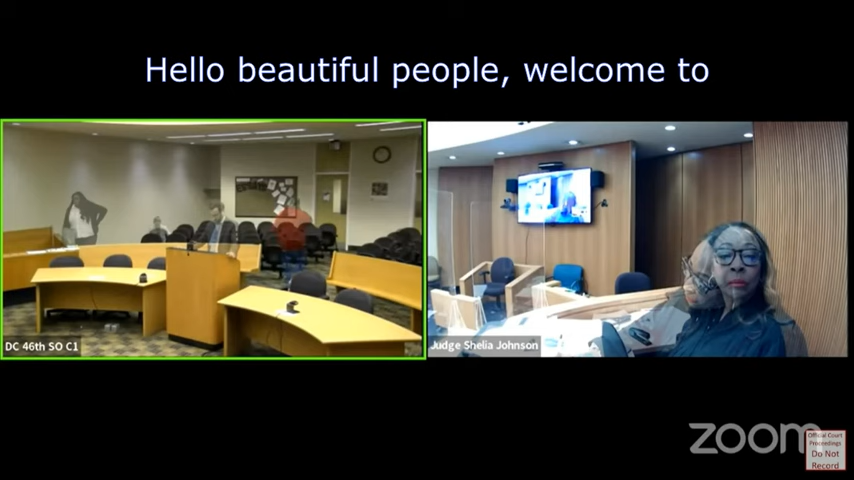 Hello beautiful people, welcome to
DC 46th SO C1
Judge Shelia Johnson
zoom
Official Court
Proceedings
Do Not
Record